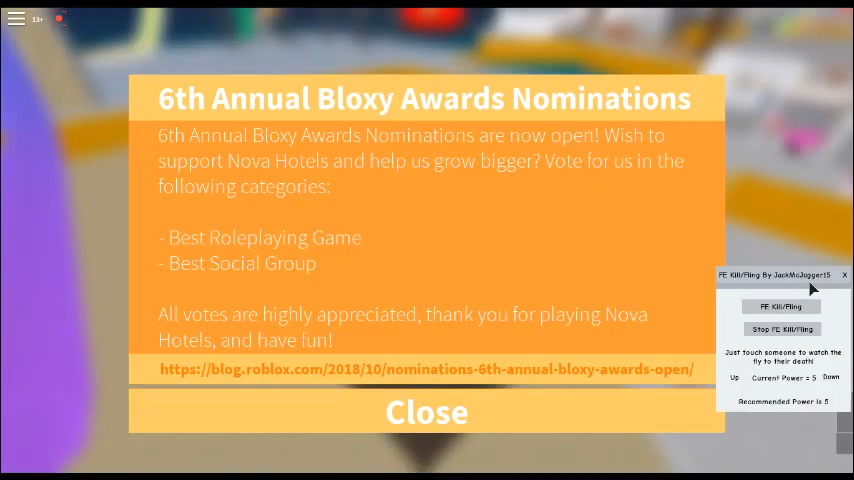 13+
6th Annual Bloxy Awards Nominations
6th Annual Bloxy Awards Nominations are now open! Wish to
support Nova Hotels and help us grow bigger? Vote for us in the
following categories:
- Best Roleplaying Game
- Best Social Group
All votes are highly appreciated, thank you for playing Nova
Hotels, and have fun!
https://blog.roblox.com/2018/10/nominations-6th-annual-bloxy-awards-open/
Close
FE Kill/Fling By JackMcJagger15 X
FE Kill/Fling
Stop FE Kill/Fling
Just touch someone to watch the
fly to their death!
Up Current Power = 5 Down
Recommended Power is 5